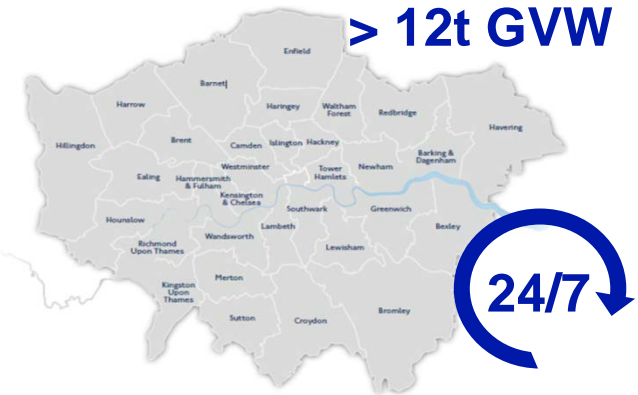 > 12t GVW
Enfield
Barnet
Harrow
Haringey
Waltham
Forest
Redbridge
Havering
Hillingdon
Brent
Camden
Islington
Hackney
Barking &
Dagenham
Ealing
Hammersmith
& Fulham
Westminster
Kensington
& Chelsea
Tower
Hamlets
Newham
Hounslow
Southwark
Greenwich
Bexley
Richmond
Upon Thames
Wandsworth
Lambeth
Lewisham
Kingston
Upon
Thames
Merton
Sutton
Croydon
Bromley
24/7